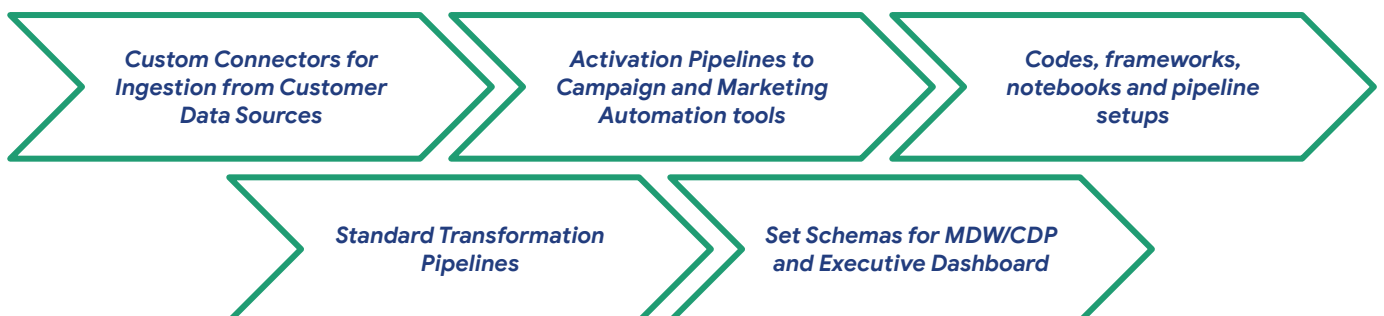 Custom Connectors for
Ingestion from Customer
Data Sources
Activation Pipelines to
Campaign and Marketing
Automation tools
Codes, frameworks,
notebooks and pipeline
setups
Standard Transformation
Pipelines
Set Schemas for MDW/CDP
and Executive Dashboard